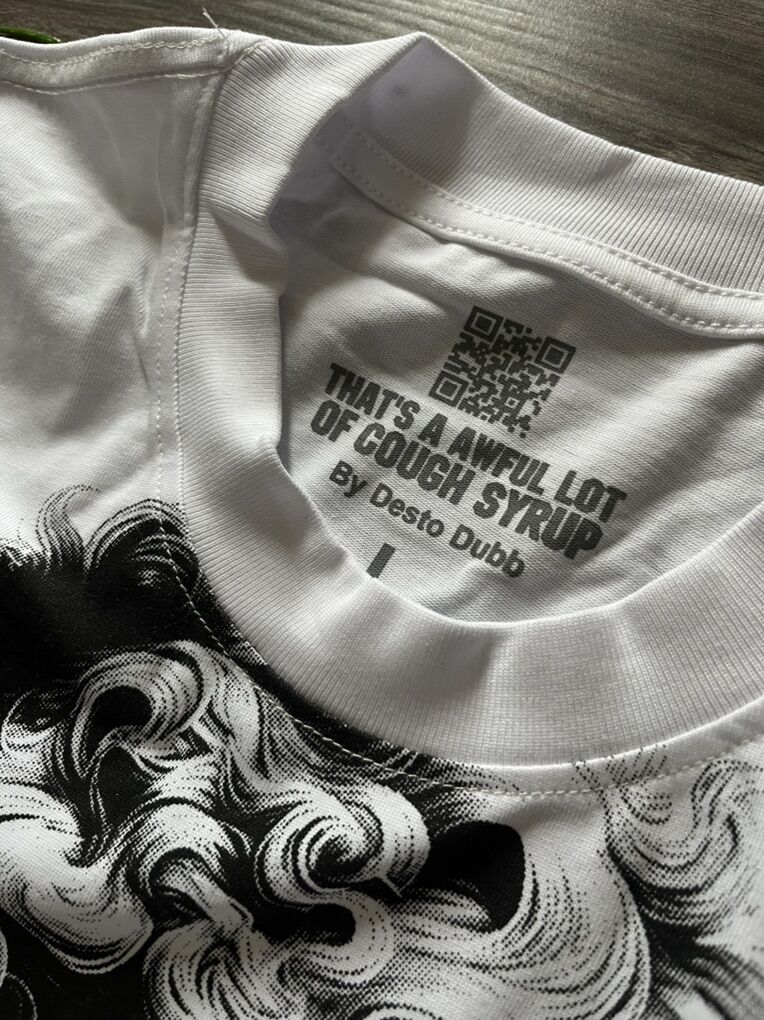 THAT'S A AWFUL LOT
OF COUGH SYRUP
By Desto Dubb